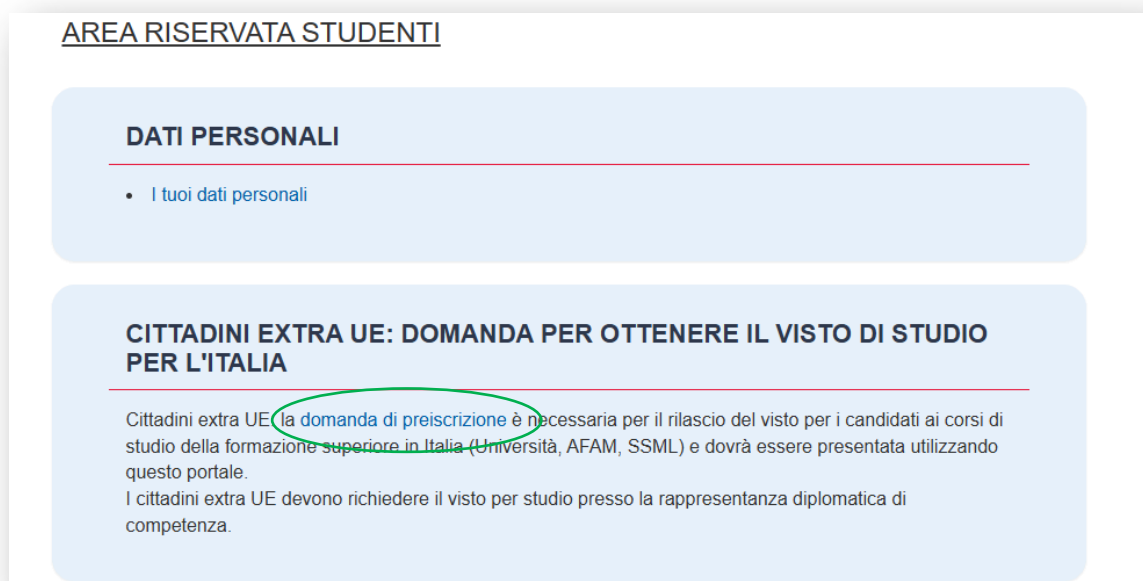 AREA RISERVATA STUDENTI
DATI PERSONALI
• I tuoi dati personali
CITTADINI EXTRA UE: DOMANDA PER OTTENERE IL VISTO DI STUDIO
PER L'ITALIA
Cittadini extra UE la domanda di preiscrizione è necessaria per il rilascio del visto per i candidati ai corsi di
studio della formazione superiore in Italia (Università, AFAM, SSML) e dovrà essere presentata utilizzando
questo portale.
I cittadini extra UE devono richiedere il visto per studio presso la rappresentanza diplomatica di
competenza.